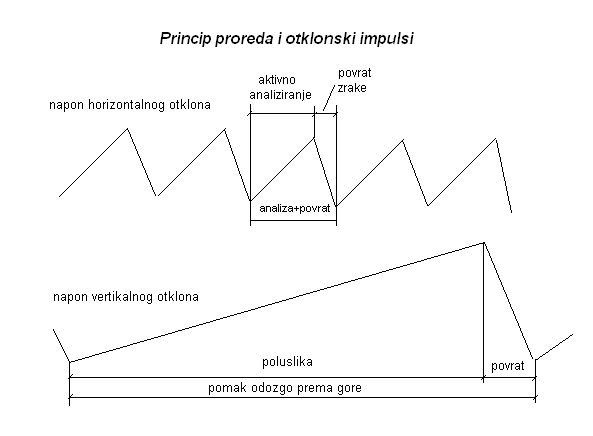 Princip proreda i otklonski impulsi
aktivno
analiziranje
povrat
zrake
napon horizontalnog otklona
analiza+povrat
napon vertikalnog otklona
poluslika
povrat
pomak odozgo prema gore